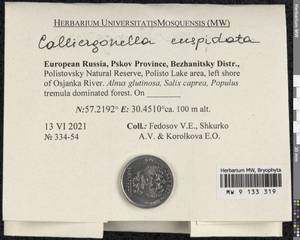 HERBARIUM UNIVERSITATIS MOSQUENSIS (MW)
Calliergonella cuspidata
European Russia, Pskov Province, Bezhanitsky Distr.,
Polistovsky Natural Reserve, Polisto Lake area, left shore
of Osjanka River. Alnus glutinosa, Salix caprea, Populus
tremula dominated forest. On
N:57.2192° E: 30.4510°ca. 100 m alt.
13 VI 2021
Coll.: Fedosov V.E., Shkurko
№ 334-54
A.V. & Korolkova E.O.
Herbarium MW, Bryophyta
MW 9 133 319